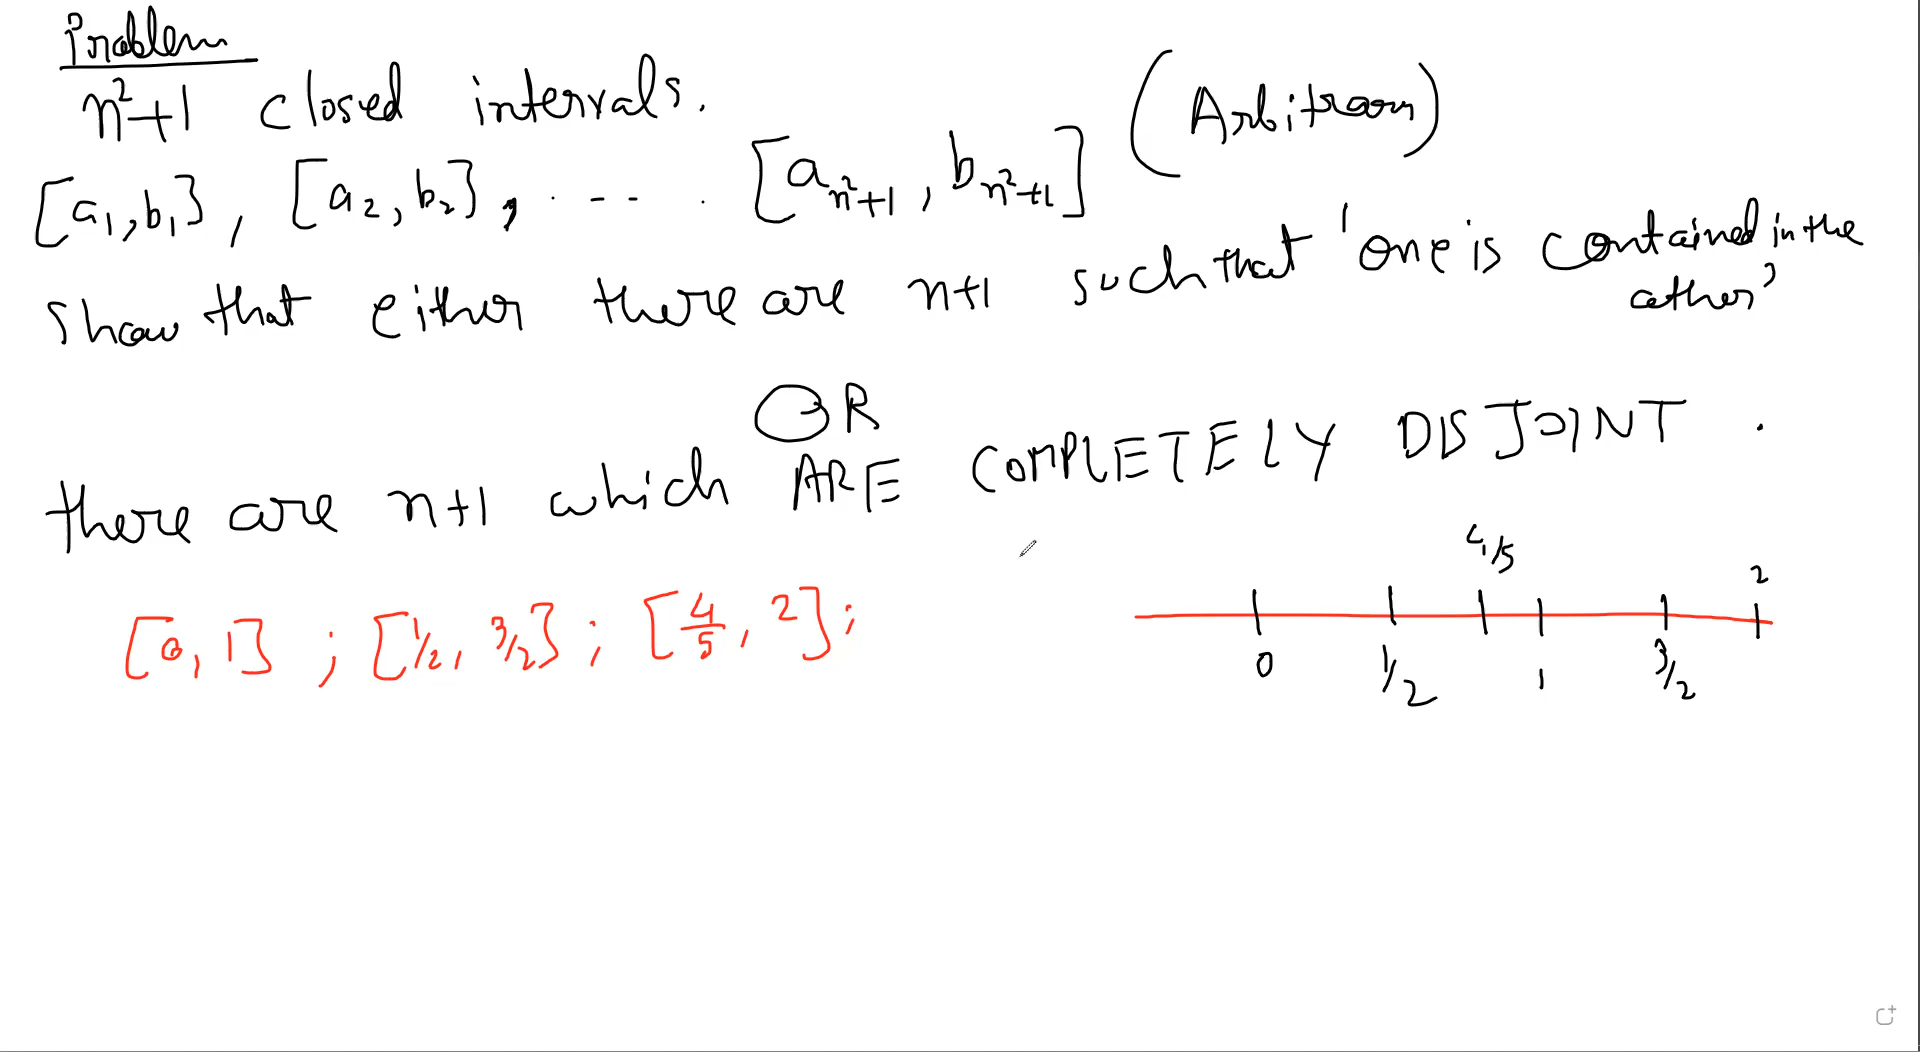 Problem
n²+1 closed intervals. (Arbitrary)
[a₁,b₁], [a₂,b₂], ..... [aₙ²₊₁, bₙ²₊₁]
show that either there are n+1 such that 'one is contained in the other'
OR
there are n+1 which ARE COMPLETELY DISJOINT.
[0,1]; [1/2, 3/2]; [4/5, 2];
4/5 2
0 1/2 1 3/2